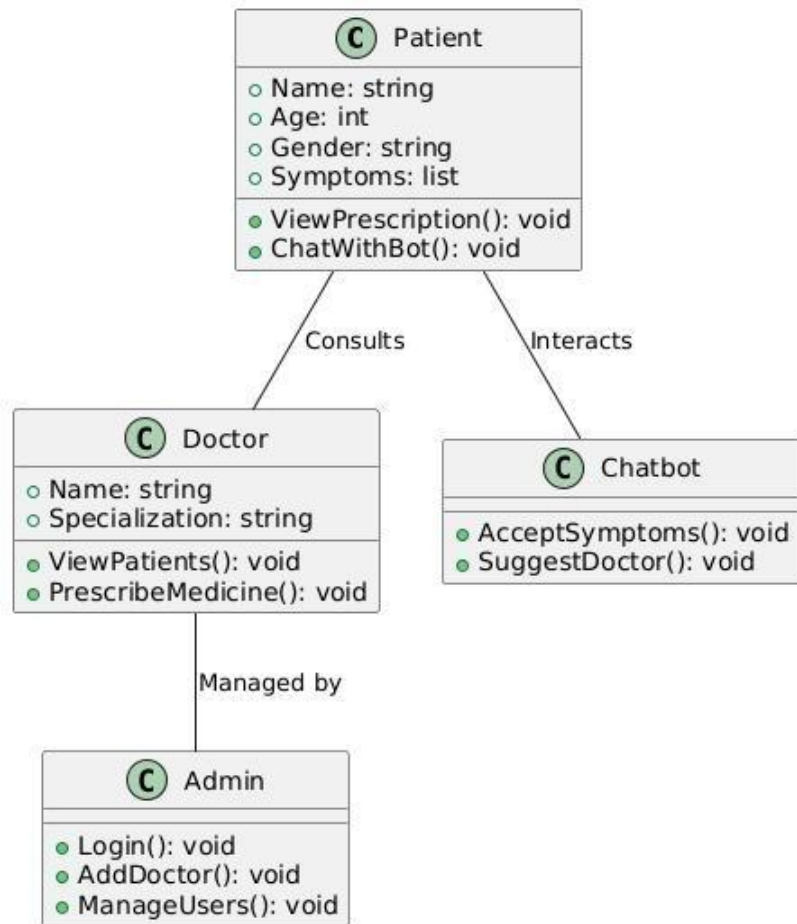 C Patient
Name: string
Age: int
Gender: string
Symptoms: list
ViewPrescription(): void
ChatWithBot(): void
Consults
Interacts
C Doctor
Name: string
Specialization: string
ViewPatients(): void
PrescribeMedicine(): void
C Chatbot
AcceptSymptoms(): void
SuggestDoctor(): void
Managed by
C Admin
Login(): void
AddDoctor(): void
ManageUsers(): void